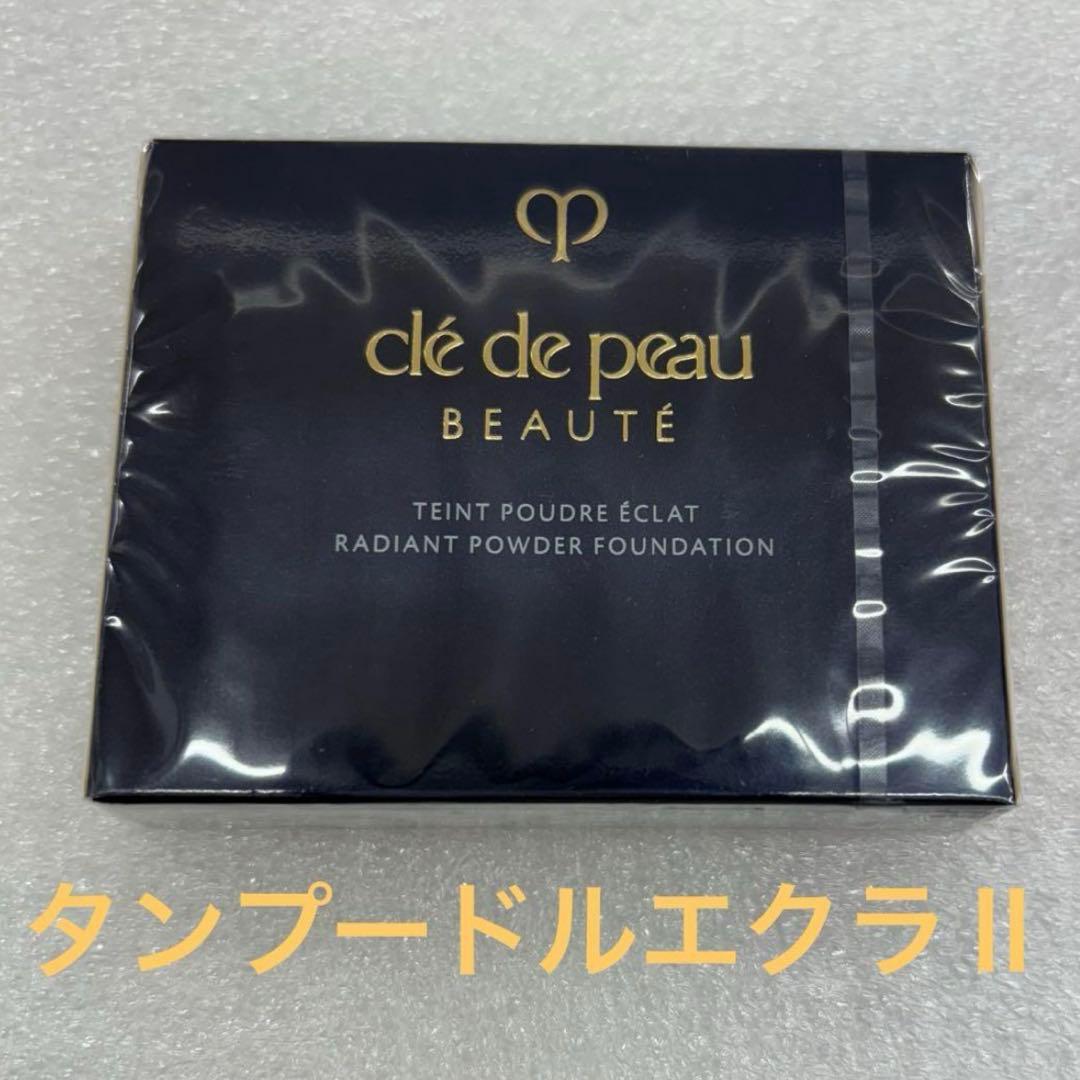 clé de peau
BEAUTÉ
TEINT POUDRE ÉCLAT
RADIANT POWDER FOUNDATION
タンプードルエクラⅡ